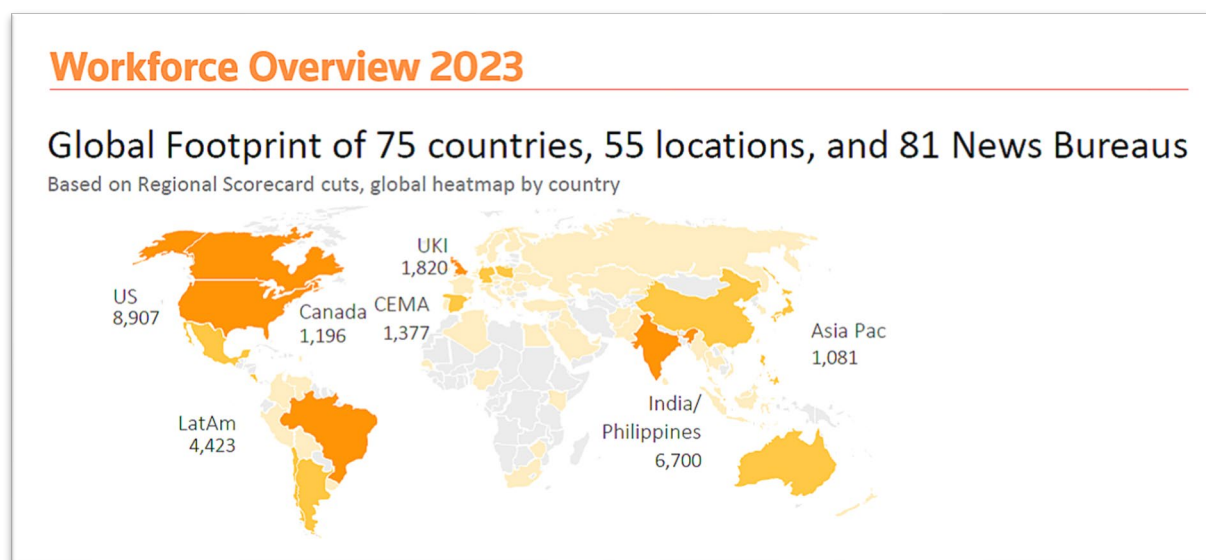 Workforce Overview 2023
Global Footprint of 75 countries, 55 locations, and 81 News Bureaus
Based on Regional Scorecard cuts, global heatmap by country
US
8,907
Canada
1,196
UKI
1,820
CEMA
1,377
Asia Pac
1,081
LatAm
4,423
India/
Philippines
6,700